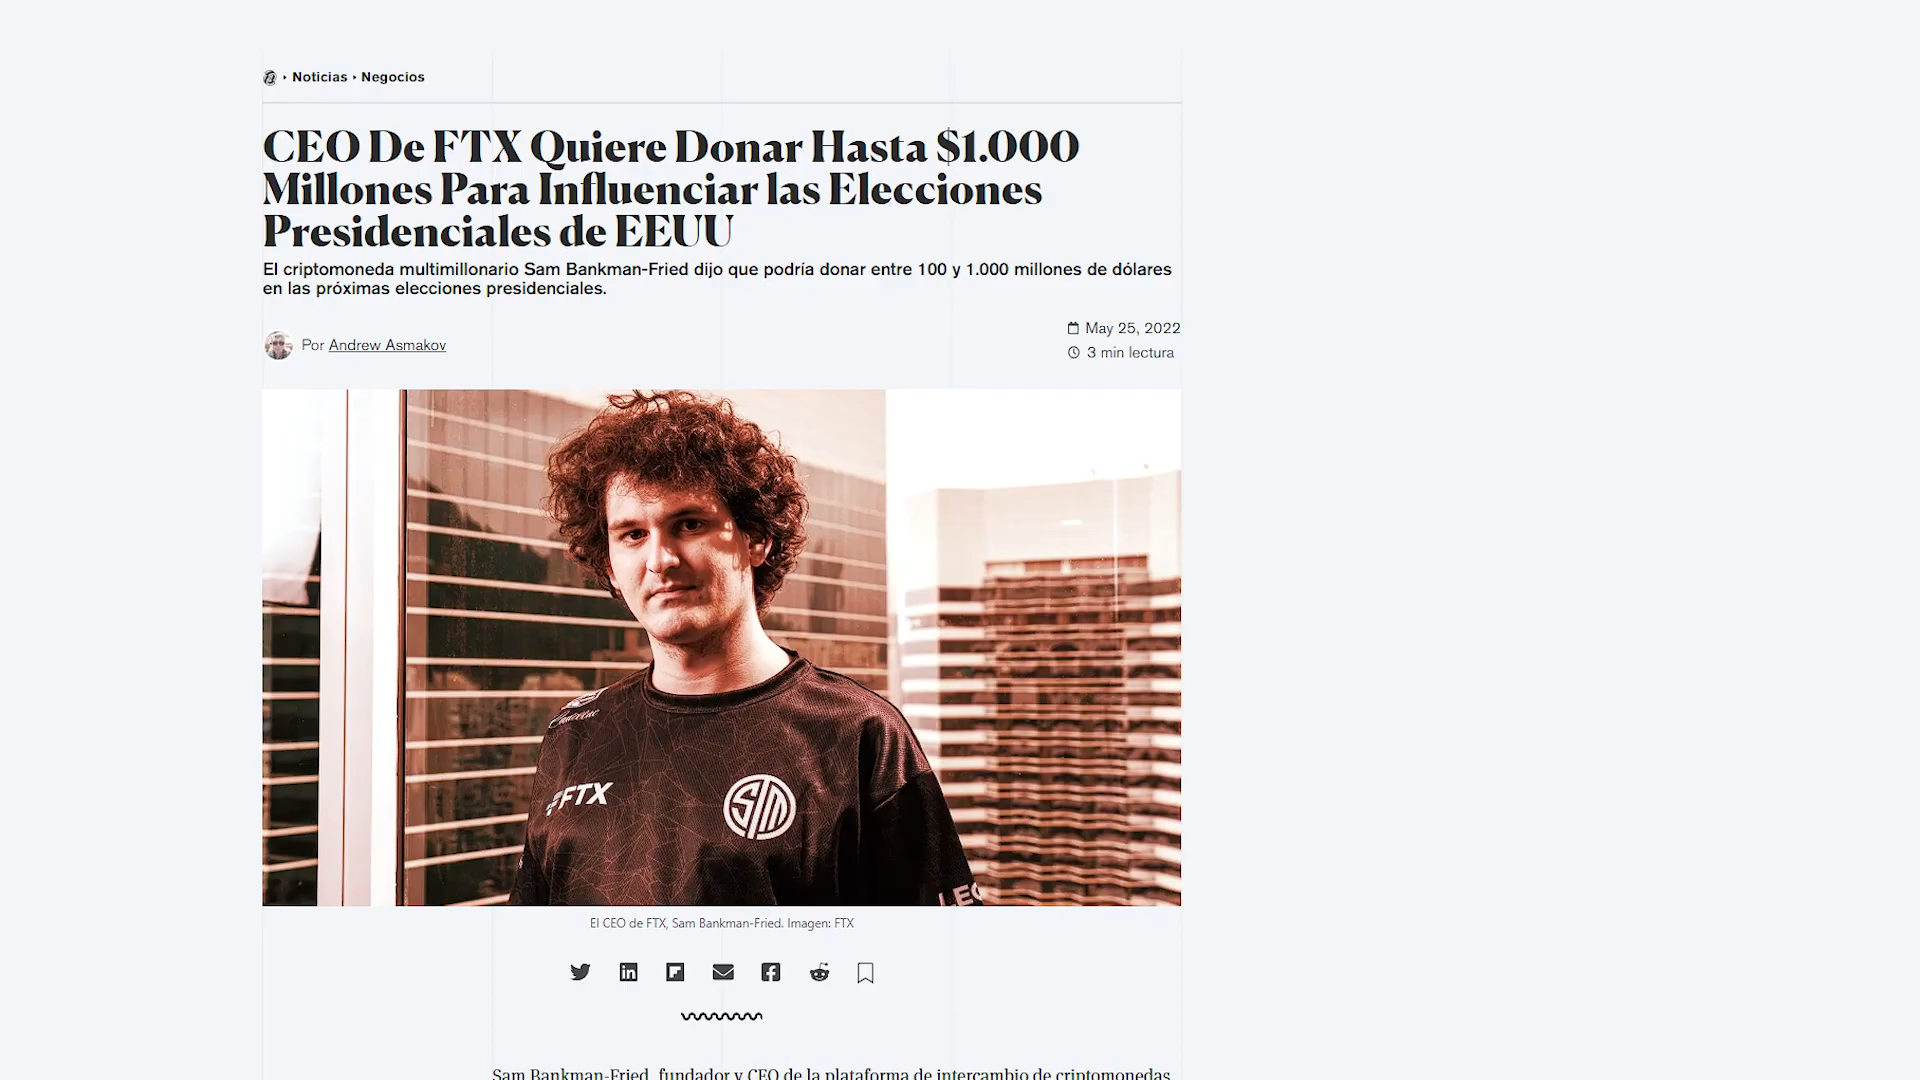 Noticias
Negocios
CEO De FTX Quiere Donar Hasta $1.000
Millones Para Influenciar las Elecciones
Presidenciales de EEUU
El criptomoneda multimillonario Sam Bankman-Fried dijo que podría donar entre 100 y 1.000 millones de dólares
en las próximas elecciones presidenciales.
Por Andrew Asmakov
May 25, 2022
3 min lectura
FTX
TSM
El CEO de FTX, Sam Bankman-Fried. Imagen: FTX
Sam Bankman-Fried, fundador y CEO de la plataforma de intercambio de criptomonedas